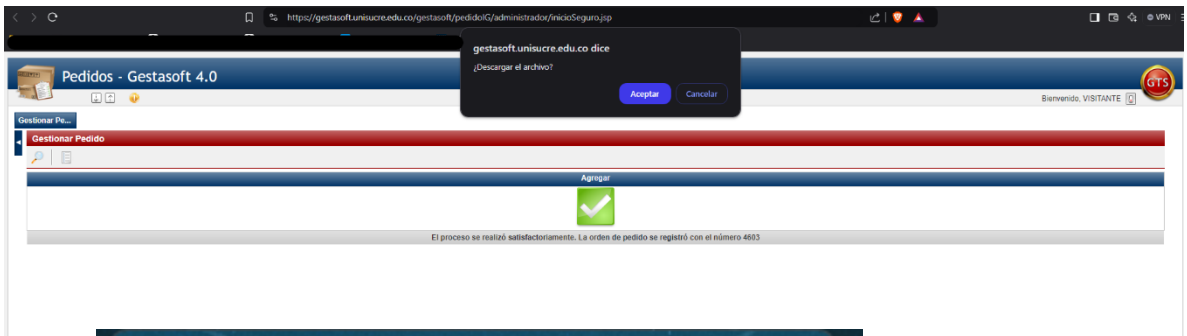 https://gestasoft.unisucre.edu.co/gestasoft/pedidoIG/administrador/inicioSeguro.jsp
VPN
gestasoft.unisucre.edu.co dice
¿Descargar el archivo?
Aceptar
Cancelar
Pedidos - Gestasoft 4.0
GTS
Bienvenido, VISITANTE
Gestionar Pe...
Gestionar Pedido
Agregar
El proceso se realizó satisfactoriamente. La orden de pedido se registró con el número 4603